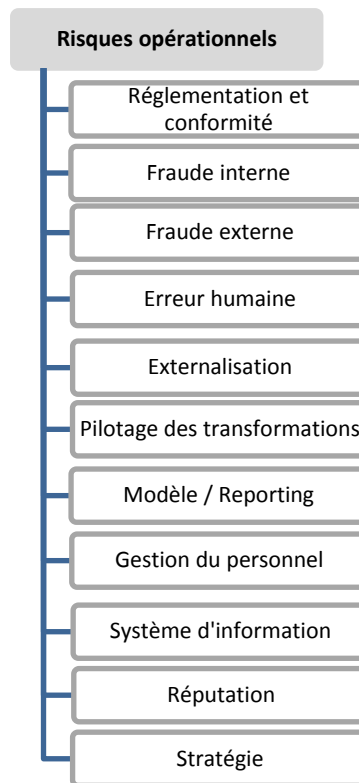 Risques opérationnels
Réglementation et
conformité
Fraude interne
Fraude externe
Erreur humaine
Externalisation
Pilotage des transformations
Modèle / Reporting
Gestion du personnel
Système d'information
Réputation
Stratégie